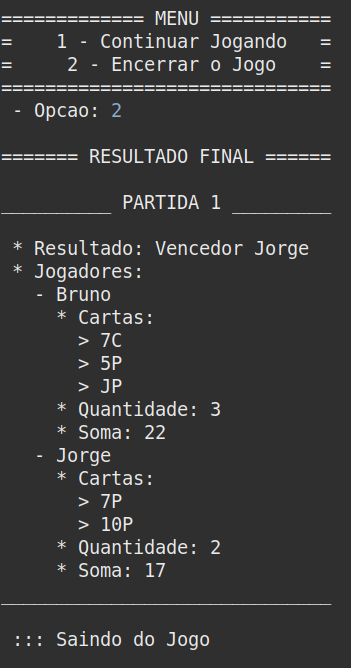 ============= MENU ===========
=    1 - Continuar Jogando   =
=     2 - Encerrar o Jogo    =
==============================
 - Opcao: 2
======= RESULTADO FINAL ======
__________ PARTIDA 1 _________
 * Resultado: Vencedor Jorge
 * Jogadores:
   - Bruno
     * Cartas:
       > 7C
       > 5P
       > JP
     * Quantidade: 3
     * Soma: 22
   - Jorge
     * Cartas:
       > 7P
       > 10P
     * Quantidade: 2
     * Soma: 17
______________________________
 ::: Saindo do Jogo